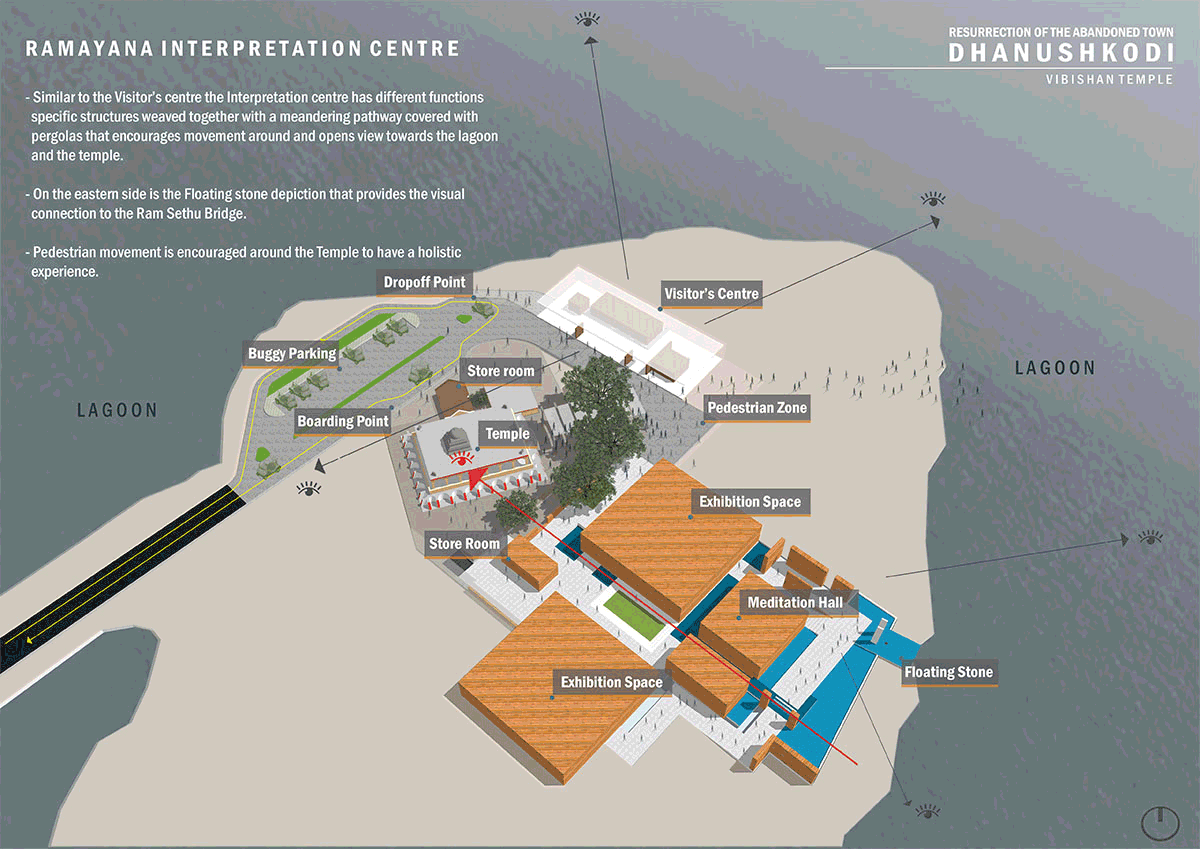 RAMAYANA INTERPRETATION CENTRE
RESURRECTION OF THE ABANDONED TOWN
DHANUSHKODI
VIBISHAN TEMPLE
- Similar to the Visitor's centre the Interpretation centre has different functions
specific structures weaved together with a meandering pathway covered with
pergolas that encourages movement around and opens view towards the lagoon
and the temple.
- On the eastern side is the Floating stone depiction that provides the visual
connection to the Ram Sethu Bridge.
- Pedestrian movement is encouraged around the Temple to have a holistic
experience.
Dropoff Point
Visitor's Centre
Buggy Parking
Store room
LAGOON
LAGOON
Boarding Point
Pedestrian Zone
Temple
Exhibition Space
Store Room
Meditation Hall
Floating Stone
Exhibition Space